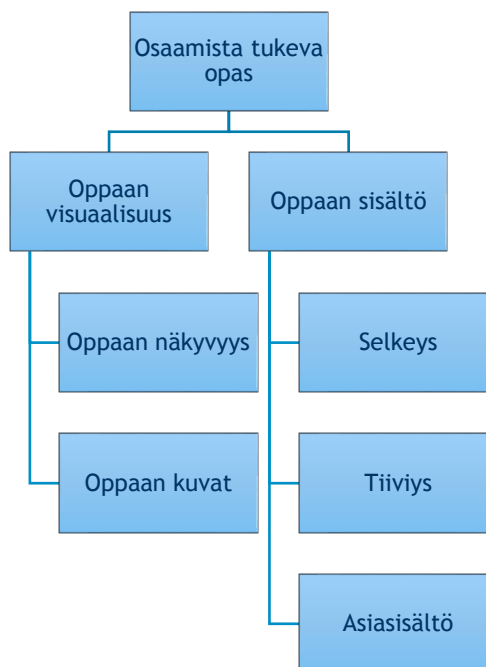 Osaamista tukeva
opas
Oppaan
visuaalisuus
Oppaan sisältö
Oppaan näkyvyys
Selkeys
Oppaan kuvat
Tiiviys
Asiasisältö